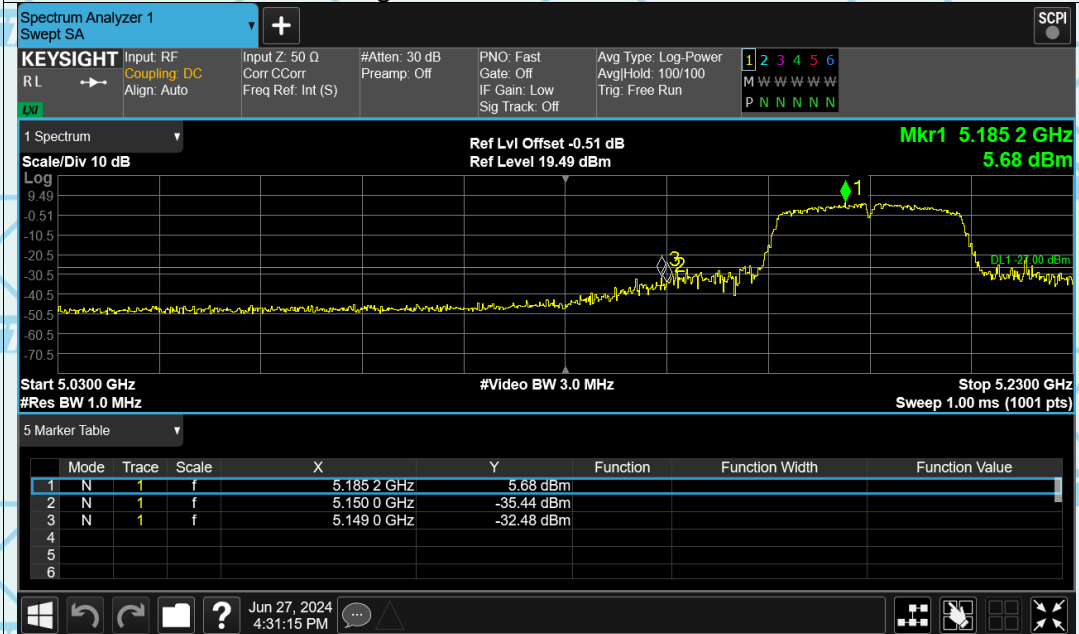 Spectrum Analyzer 1
Swept SA
+
SCPI
KEYSIGHT
RL
LXI
Input: RF
Coupling: DC
Align: Auto
Input Z: 50 Ω
Corr CCorr
Freq Ref: Int (S)
#Atten: 30 dB
Preamp: Off
PNO: Fast
Gate: Off
IF Gain: Low
Sig Track: Off
Avg Type: Log-Power
Avg|Hold: 100/100
Trig: Free Run
1 2 3 4 5 6
M W W W W W
P N N N N N
1 Spectrum
Scale/Div 10 dB
Ref Lvl Offset -0.51 dB
Ref Level 19.49 dBm
Mkr1 5.185 2 GHz
5.68 dBm
Log
9.49
-0.51
-10.5
-20.5
-30.5
-40.5
-50.5
-60.5
-70.5
1
3
2
DL1 -27.00 dBm
Start 5.0300 GHz
#Video BW 3.0 MHz
Stop 5.2300 GHz
#Res BW 1.0 MHz
Sweep 1.00 ms (1001 pts)
5 Marker Table
Mode Trace Scale X Y Function Function Width Function Value
1 N 1 f 5.185 2 GHz 5.68 dBm
2 N 1 f 5.150 0 GHz -35.44 dBm
3 N 1 f 5.149 0 GHz -32.48 dBm
4
5
6
?
Jun 27, 2024
4:31:15 PM